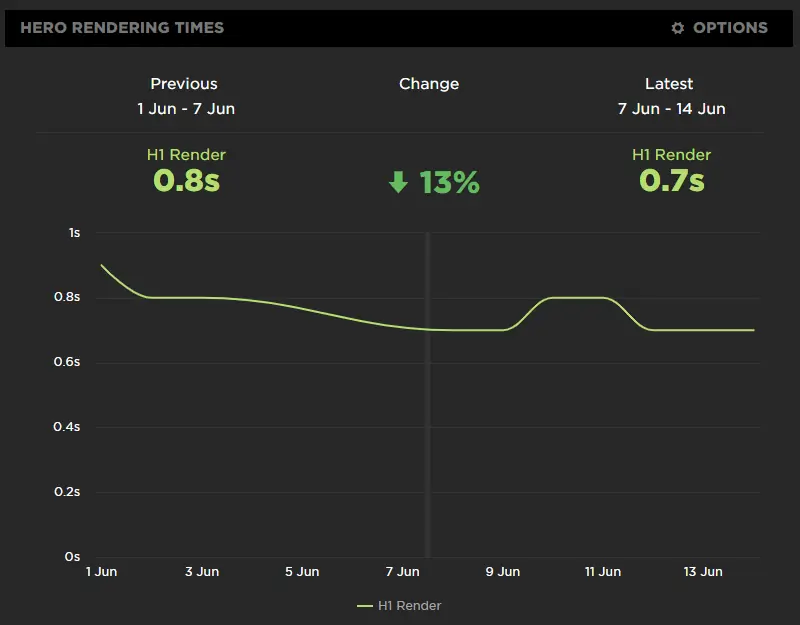 HERO RENDERING TIMES
OPTIONS
Previous
1 Jun - 7 Jun
Change
Latest
7 Jun - 14 Jun
H1 Render
0.8s
13%
H1 Render
0.7s
1s
0.8s
0.6s
0.4s
0.2s
0s
1 Jun
3 Jun
5 Jun
7 Jun
9 Jun
11 Jun
13 Jun
H1 Render